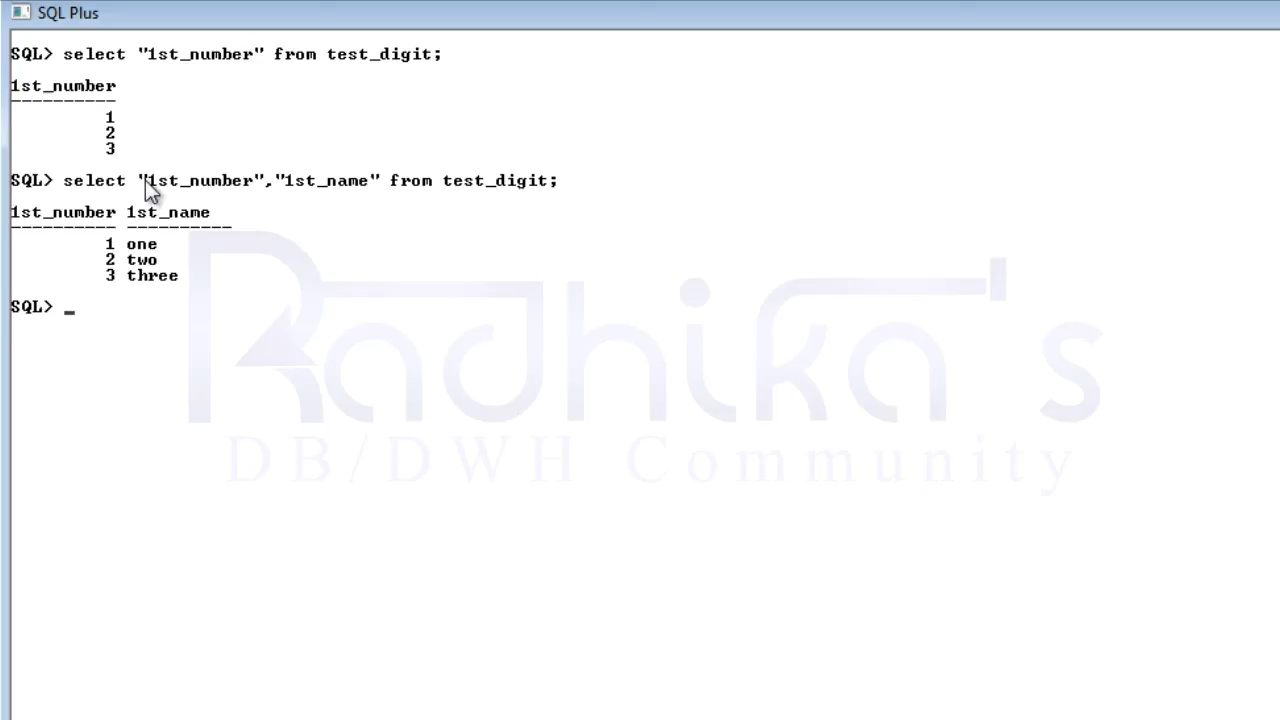 SQL Plus
SQL> select "1st_number" from test_digit;
1st_number
----------
1
2
3
SQL> select "1st_number","1st_name" from test_digit;
1st_number 1st_name
---------- ----------
1 one
2 two
3 three
SQL> _
Radhika's
DB/DWH Community